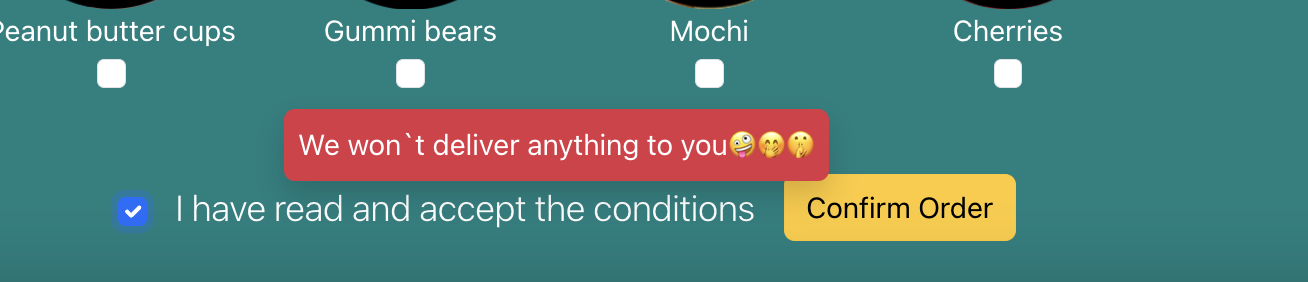 Peanut butter cups Gummi bears Mochi Cherries
We won`t deliver anything to you🤪🤭🤫
I have read and accept the conditions Confirm Order